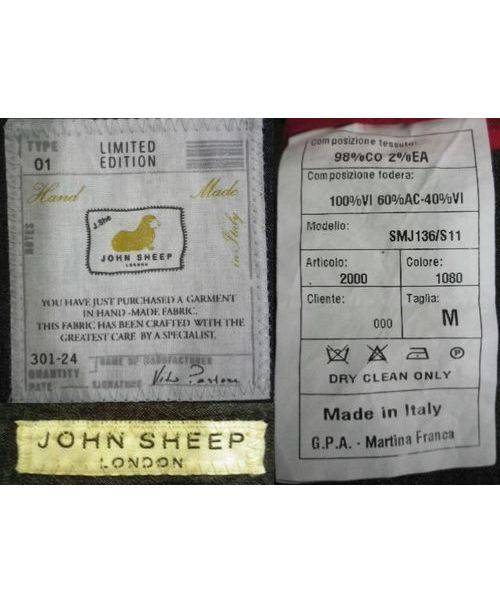 TYPE
01
LIMITED
EDITION
Hand Made
in Italy
NOTES
J.She
JOHN SHEEP
LONDON
YOU HAVE JUST PURCHASED A GARMENT
IN HAND-MADE FABRIC.
THIS FABRIC HAS BEEN CRAFTED WITH THE
GREATEST CARE BY A SPECIALIST.
301-24
QUANTITY
DATE
NAME OF MANUFACTURER
SIGNATURE
JOHN SHEEP
LONDON
Composizione tessuto:
98%CO 2%EA
Composizione fodera:
100%VI 60%AC-40%VI
Modello:
SMJ136/S11
Articolo: Colore:
2000 1080
Cliente: Taglia:
000 M
DRY CLEAN ONLY
Made in Italy
G.P.A. - Martina Franca